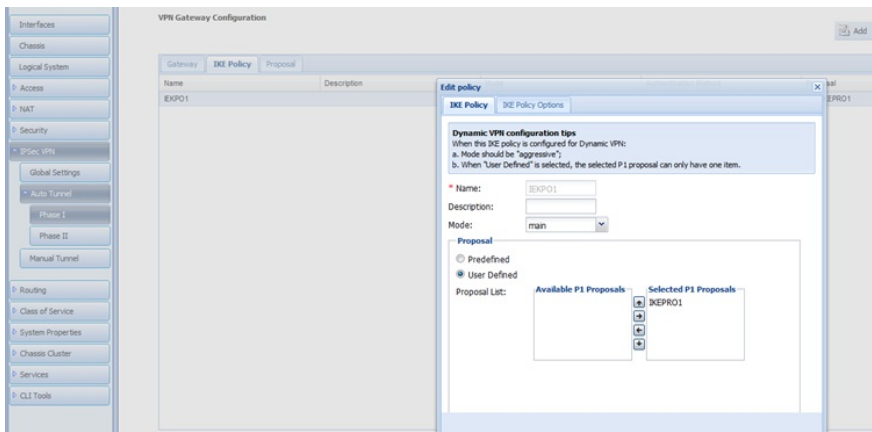 VPN Gateway Configuration
Add
Interfaces
Chassis
Logical System
Access
NAT
Security
IPSec VPN
Global Settings
Auto Tunnel
Phase I
Phase II
Manual Tunnel
Routing
Class of Service
System Properties
Chassis Cluster
Services
CLI Tools
Gateway IKE Policy Proposal
Name Description
IEKPO1
EPRO1
Edit policy
IKE Policy IKE Policy Options
Dynamic VPN configuration tips
When this IKE policy is configured for Dynamic VPN:
a. Mode should be "aggressive";
b. When "User Defined" is selected, the selected P1 proposal can only have one item.
* Name: IEKPO1
Description:
Mode: main
Proposal
Predefined
User Defined
Proposal List: Available P1 Proposals Selected P1 Proposals
IKEPRO1